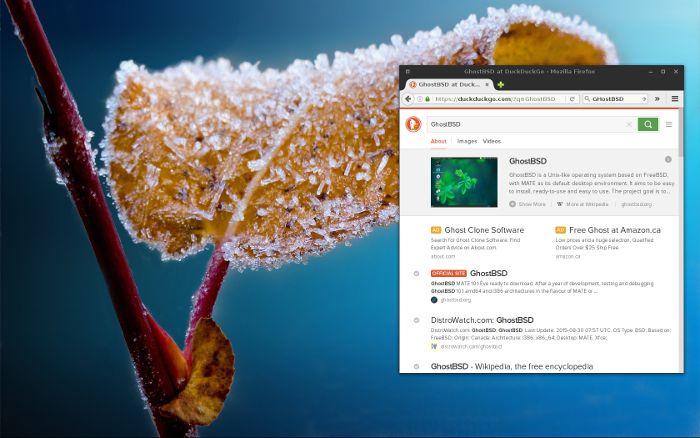 GhostBSD at DuckDuckGo - Mozilla Firefox
GhostBSD at Duck...
https://duckduckgo.com/?q=GhostBSD
GHostBSD
GhostBSD
About Images Videos
GhostBSD
GhostBSD is a Unix-like operating system based on FreeBSD,
with MATE as its default desktop environment. It aims to be easy
to install, ready-to-use and easy to use. The project goal is to...
Show More
W More at Wikipedia
ghostbsd.org
AD Ghost Clone Software
Search for Ghost Clone Software. Find
Expert Advice on About.com.
about.com
AD Free Ghost at Amazon.ca
Low prices and a huge selection. Qualified
Orders Over $25 Ship Free.
amazon.ca
OFFICIAL SITE GhostBSD
GhostBSD MATE 10.1 Eve ready to download. After a year of development, testing and debugging
GhostBSD 10.1 amd64 and i386 architectures in the flavour of MATE or ...
ghostbsd.org
DistroWatch.com: GhostBSD
DistroWatch.com: GhostBSD. GhostBSD. Last Update: 2015-09-30 07:57 UTC. OS Type: BSD; Based on:
FreeBSD; Origin: Canada; Architecture: i386, x86_64; Desktop: MATE, Xfce;
distrowatch.com/ghostbsd
GhostBSD - Wikipedia, the free encyclopedia